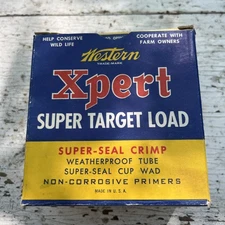 HELP CONSERVE WILD LIFE
COOPERATE WITH FARM OWNERS
Western
TRADE-MARK
Xpert
SUPER TARGET LOAD
SUPER-SEAL CRIMP
WEATHERPROOF TUBE
SUPER-SEAL CUP WAD
NON-CORROSIVE PRIMERS
MADE IN U.S.A.